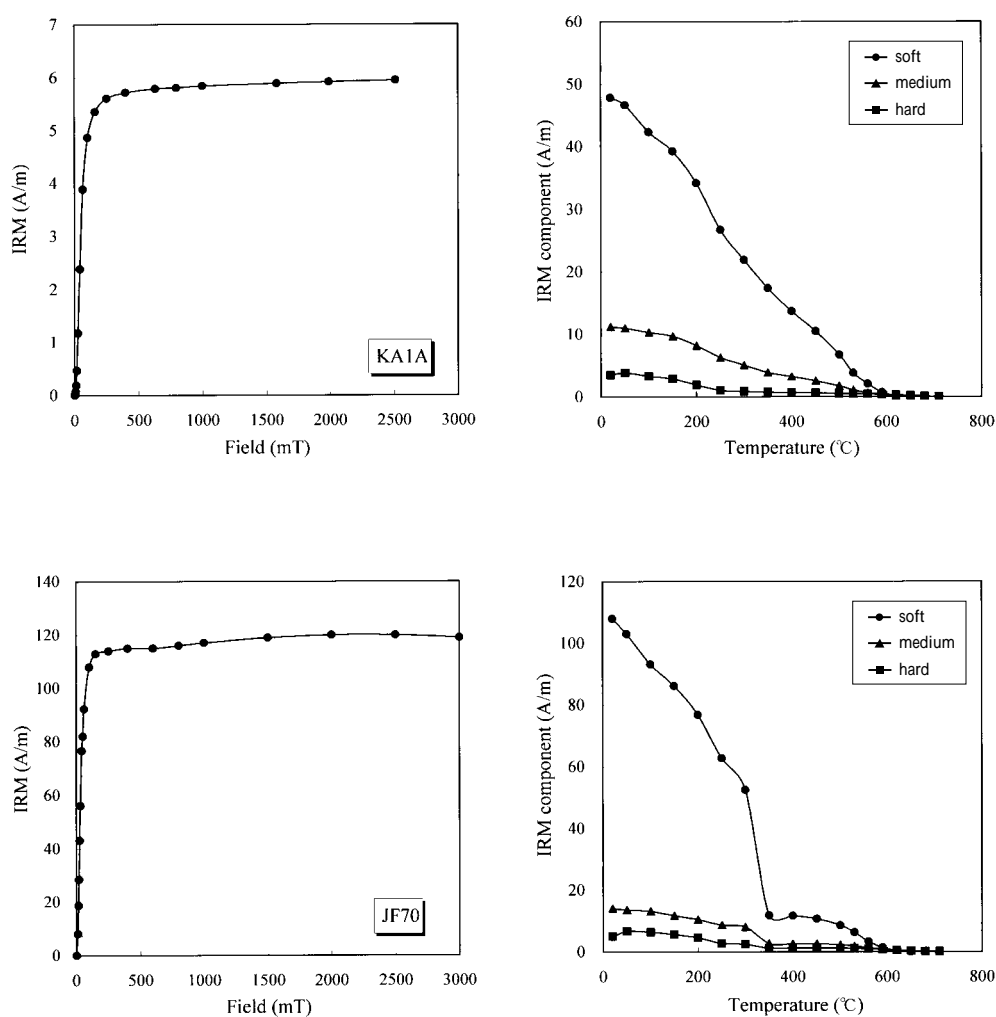 7
6
5
4
3
2
1
0
IRM (A/m)
KA1A
0 500 1000 1500 2000 2500 3000
Field (mT)
60
50
40
30
20
10
0
IRM component (A/m)
soft
medium
hard
0 200 400 600 800
Temperature (℃)
140
120
100
80
60
40
20
0
IRM (A/m)
JF70
0 500 1000 1500 2000 2500 3000
Field (mT)
120
100
80
60
40
20
0
IRM component (A/m)
soft
medium
hard
0 200 400 600 800
Temperature (℃)